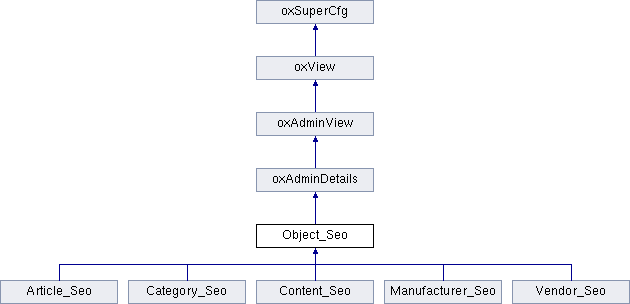 oxSuperCfg
oxView
oxAdminView
oxAdminDetails
Object_Seo
Article_Seo
Category_Seo
Content_Seo
Manufacturer_Seo
Vendor_Seo